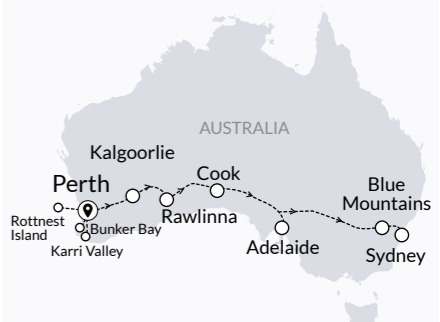 AUSTRALIA
Kalgoorlie
Cook
Perth
Blue
Mountains
Rottnest
Island
Bunker Bay
Rawlinna
Karri Valley
Adelaide
Sydney